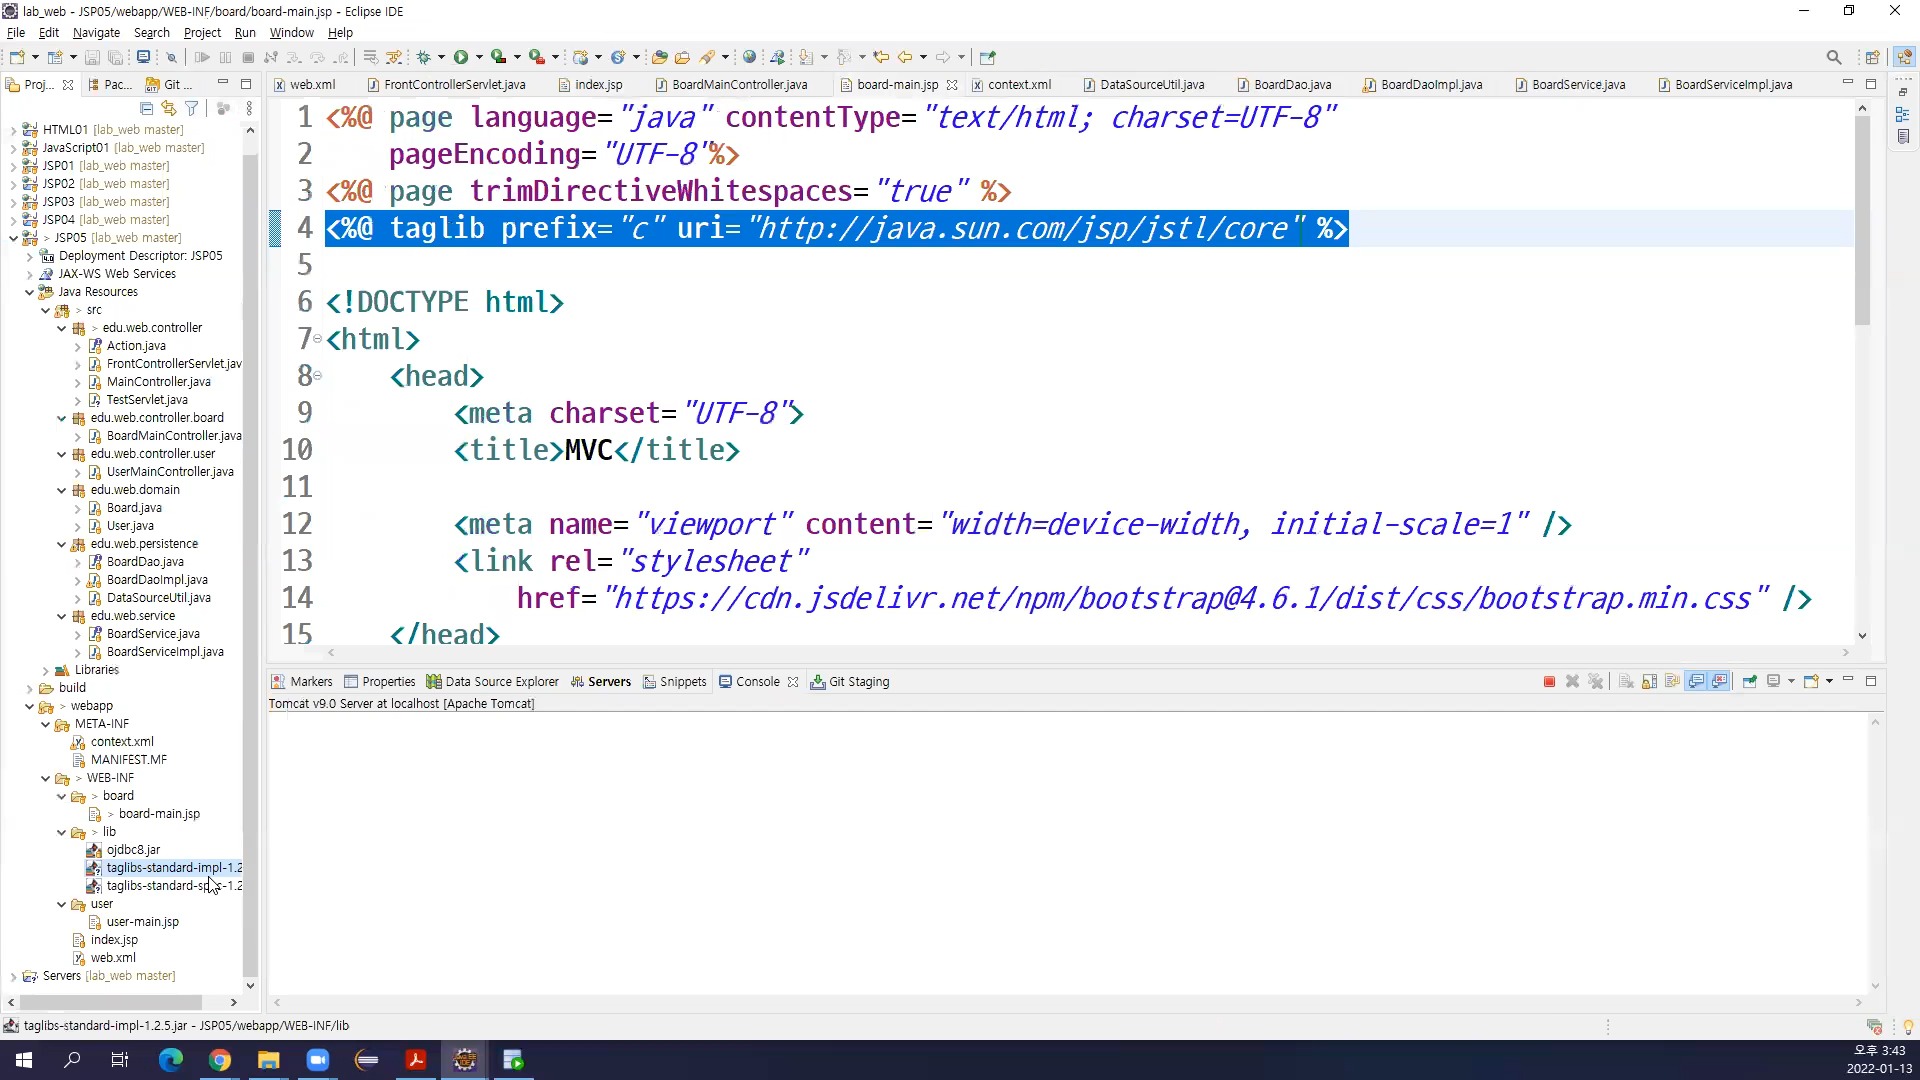 lab_web - JSP05/webapp/WEB-INF/board/board-main.jsp - Eclipse IDE
File Edit Navigate Search Project Run Window Help
Proj... Pac... Git ...
web.xml FrontControllerServlet.java index.jsp BoardMainController.java board-main.jsp context.xml DataSourceUtil.java BoardDao.java BoardDaoImpl.java BoardService.java BoardServiceImpl.java
HTML01 [lab_web master]
JavaScript01 [lab_web master]
JSP01 [lab_web master]
JSP02 [lab_web master]
JSP03 [lab_web master]
JSP04 [lab_web master]
> JSP05 [lab_web master]
Deployment Descriptor: JSP05
JAX-WS Web Services
Java Resources
> src
> edu.web.controller
Action.java
FrontControllerServlet.jav
MainController.java
TestServlet.java
edu.web.controller.board
BoardMainController.java
edu.web.controller.user
UserMainController.java
edu.web.domain
Board.java
User.java
edu.web.persistence
BoardDao.java
BoardDaoImpl.java
DataSourceUtil.java
edu.web.service
BoardService.java
BoardServiceImpl.java
Libraries
build
> webapp
META-INF
context.xml
MANIFEST.MF
> WEB-INF
> board
> board-main.jsp
> lib
ojdbc8.jar
taglibs-standard-impl-1.2
taglibs-standard-spec-1.2
user
user-main.jsp
index.jsp
web.xml
Servers [lab_web master]
1 <%@ page language="java" contentType="text/html; charset=UTF-8"
2 pageEncoding="UTF-8"%>
3 <%@ page trimDirectiveWhitespaces="true" %>
4 <%@ taglib prefix="c" uri="http://java.sun.com/jsp/jstl/core" %>
5
6 <!DOCTYPE html>
7 <html>
8 <head>
9 <meta charset="UTF-8">
10 <title>MVC</title>
11
12 <meta name="viewport" content="width=device-width, initial-scale=1" />
13 <link rel="stylesheet"
14 href="https://cdn.jsdelivr.net/npm/bootstrap@4.6.1/dist/css/bootstrap.min.css" />
15 </head>
Markers Properties Data Source Explorer Servers Snippets Console Git Staging
Tomcat v9.0 Server at localhost [Apache Tomcat]
taglibs-standard-impl-1.2.5.jar - JSP05/webapp/WEB-INF/lib
오후 3:43
2022-01-13